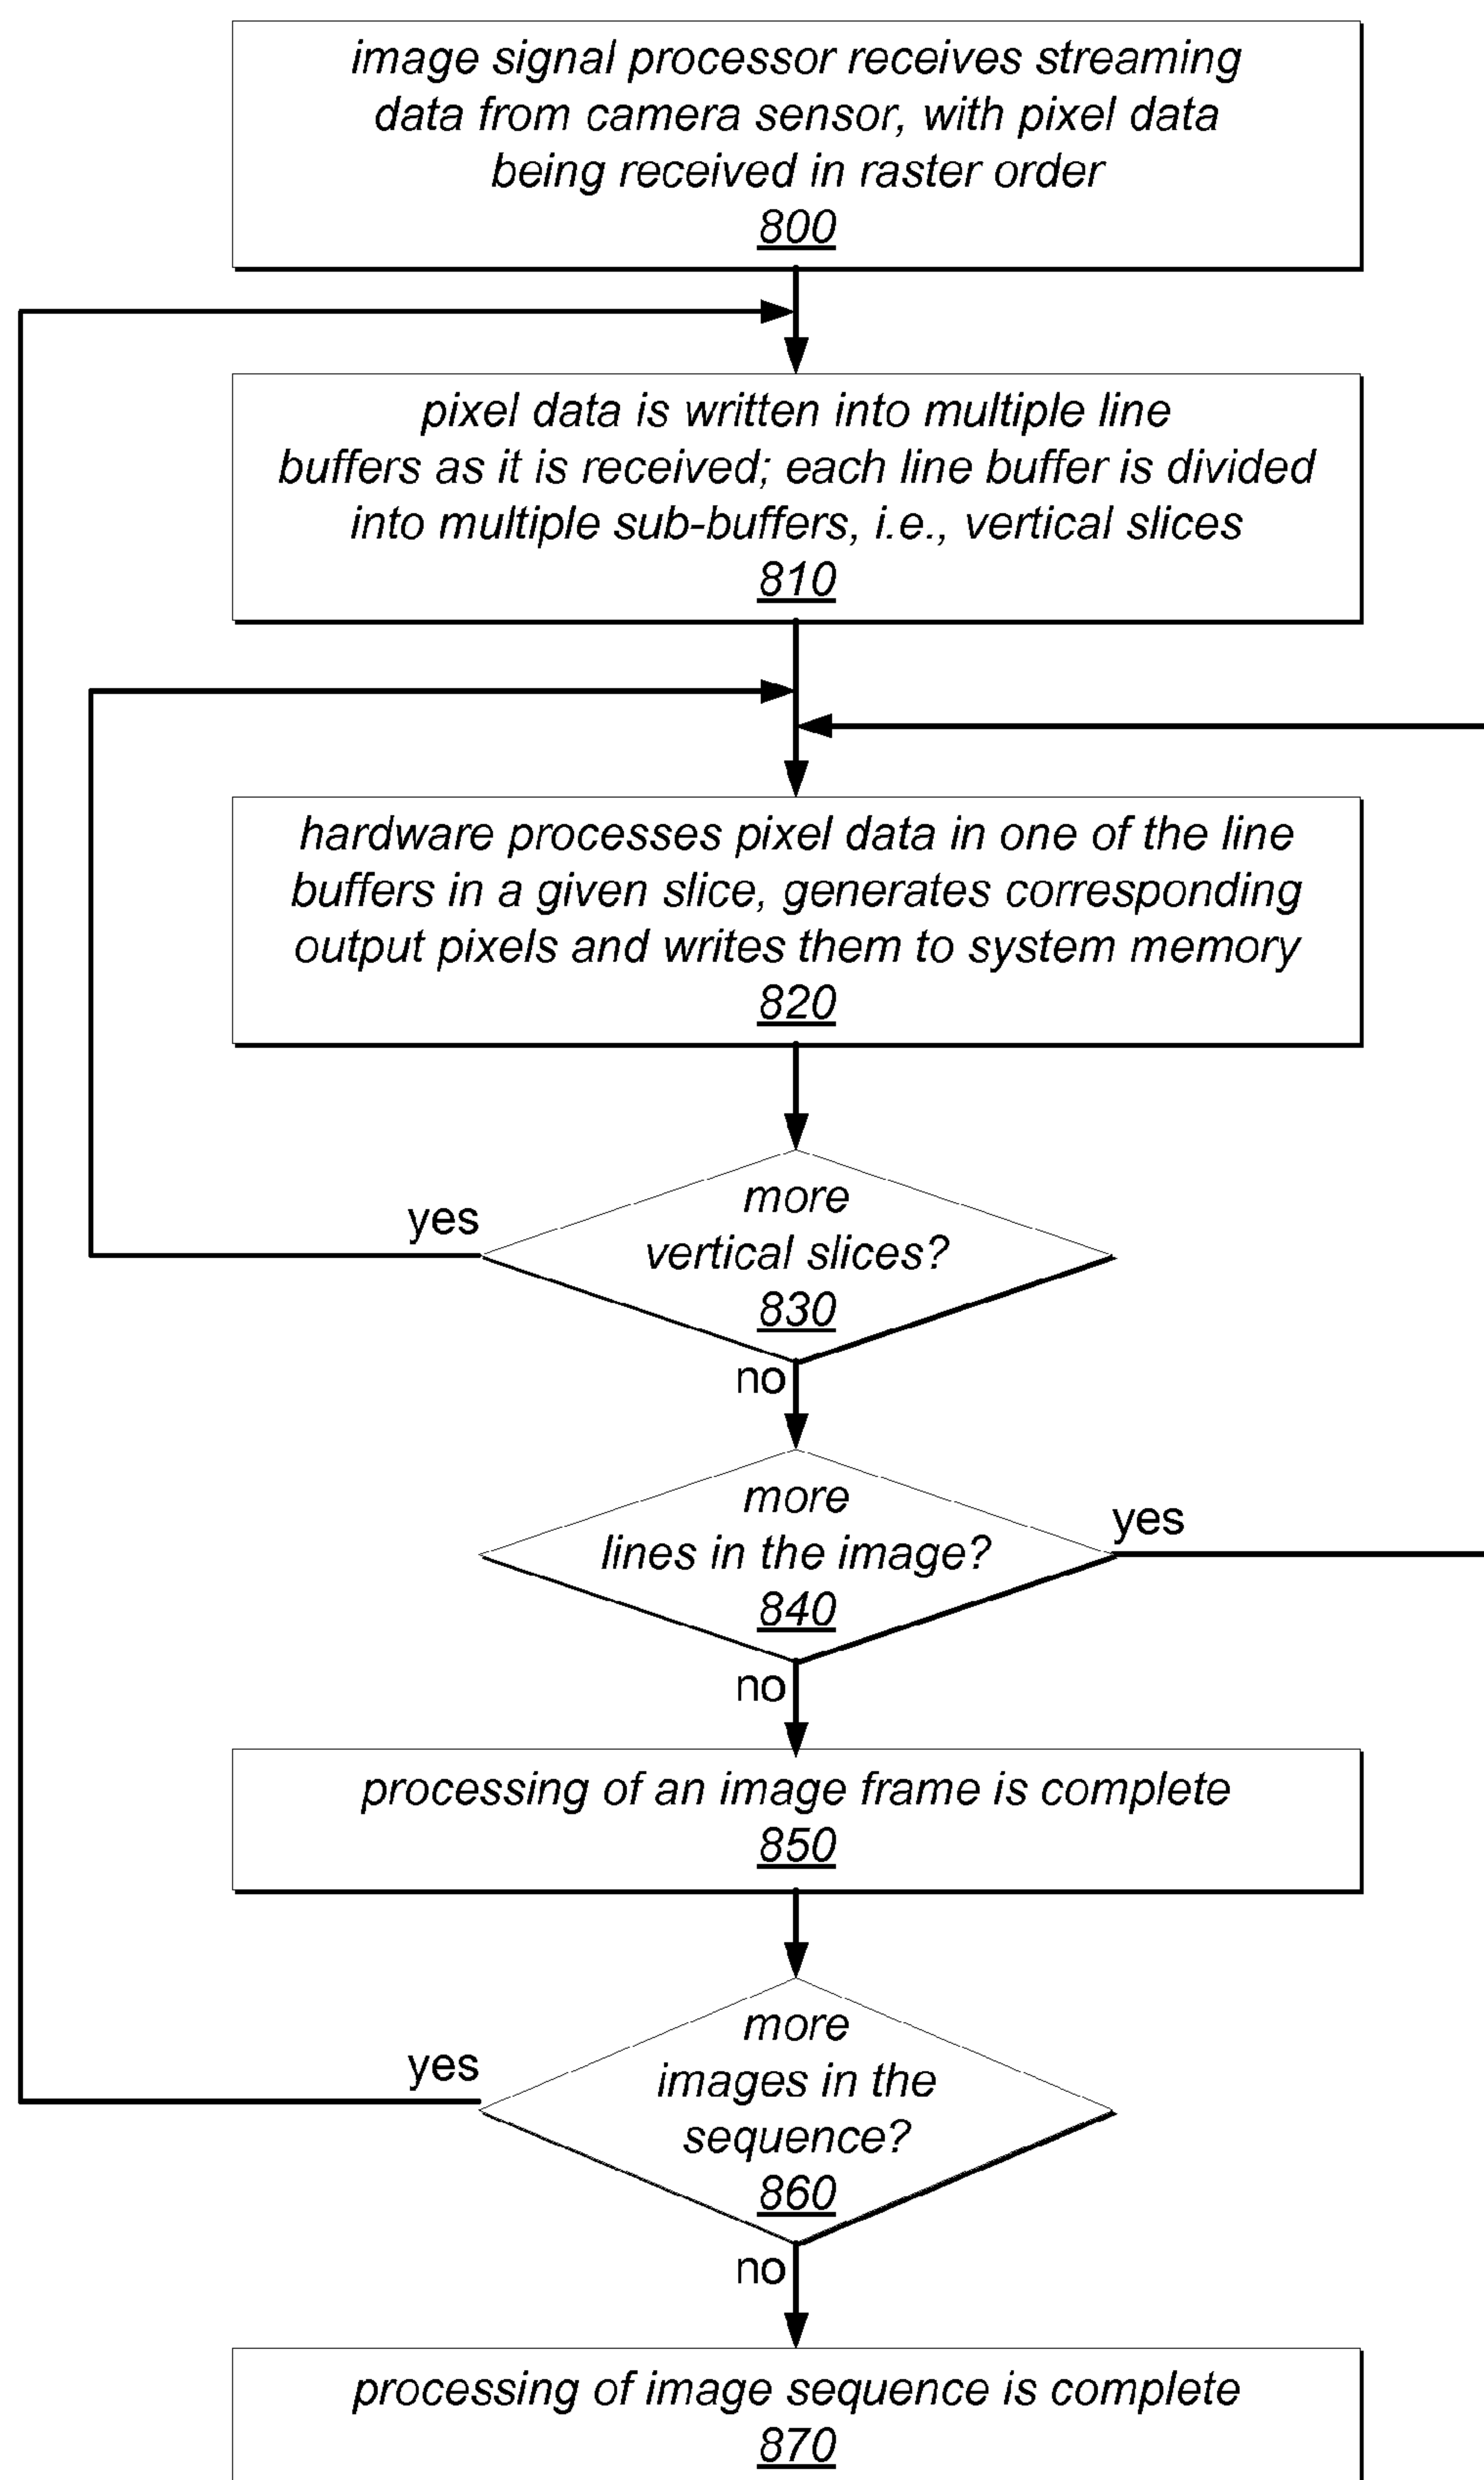 image signal processor receives streaming
data from camera sensor, with pixel data
being received in raster order
800
pixel data is written into multiple line
buffers as it is received; each line buffer is divided
into multiple sub-buffers, i.e., vertical slices
810
hardware processes pixel data in one of the line
buffers in a given slice, generates corresponding
output pixels and writes them to system memory
820
more
yes
vertical slices?
830
no
more
yes
lines in the image?
840
no
processing of an image frame is complete
850
more
yes
images in the
sequence?
860
no
processing of image sequence is complete
870